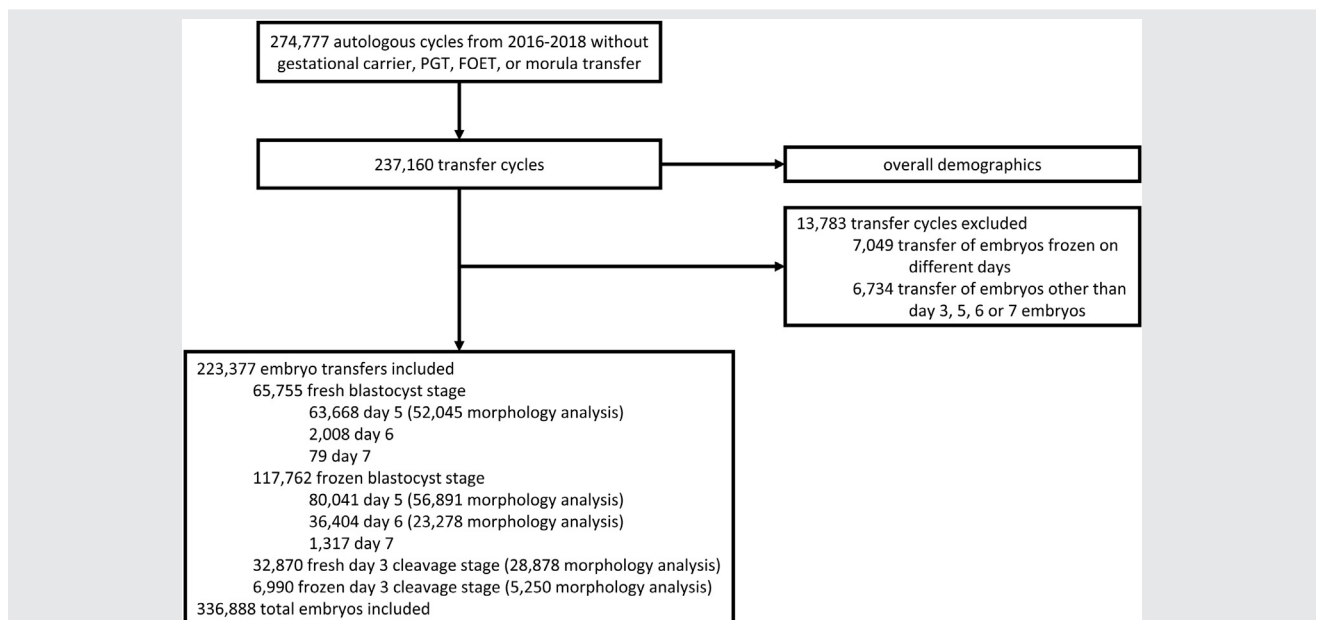 274,777 autologous cycles from 2016-2018 without
gestational carrier, PGT, FOET, or morula transfer
237,160 transfer cycles
overall demographics
13,783 transfer cycles excluded
7,049 transfer of embryos frozen on
different days
6,734 transfer of embryos other than
day 3, 5, 6 or 7 embryos
223,377 embryo transfers included
65,755 fresh blastocyst stage
63,668 day 5 (52,045 morphology analysis)
2,008 day 6
79 day 7
117,762 frozen blastocyst stage
80,041 day 5 (56,891 morphology analysis)
36,404 day 6 (23,278 morphology analysis)
1,317 day 7
32,870 fresh day 3 cleavage stage (28,878 morphology analysis)
6,990 frozen day 3 cleavage stage (5,250 morphology analysis)
336,888 total embryos included